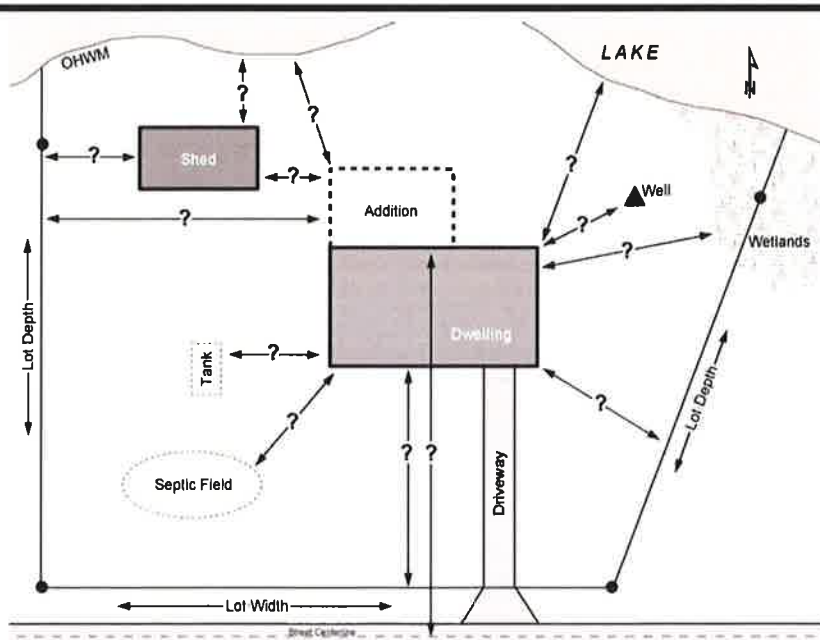 LAKE
OHWM
N
?
?
?
Shed
?
?
?
Well
Addition
?
?
Wetlands
?
Lot Depth
Dwelling
Tank
?
?
?
Lot Depth
?
?
?
Septic Field
Driveway
Lot Width
Street Centerline